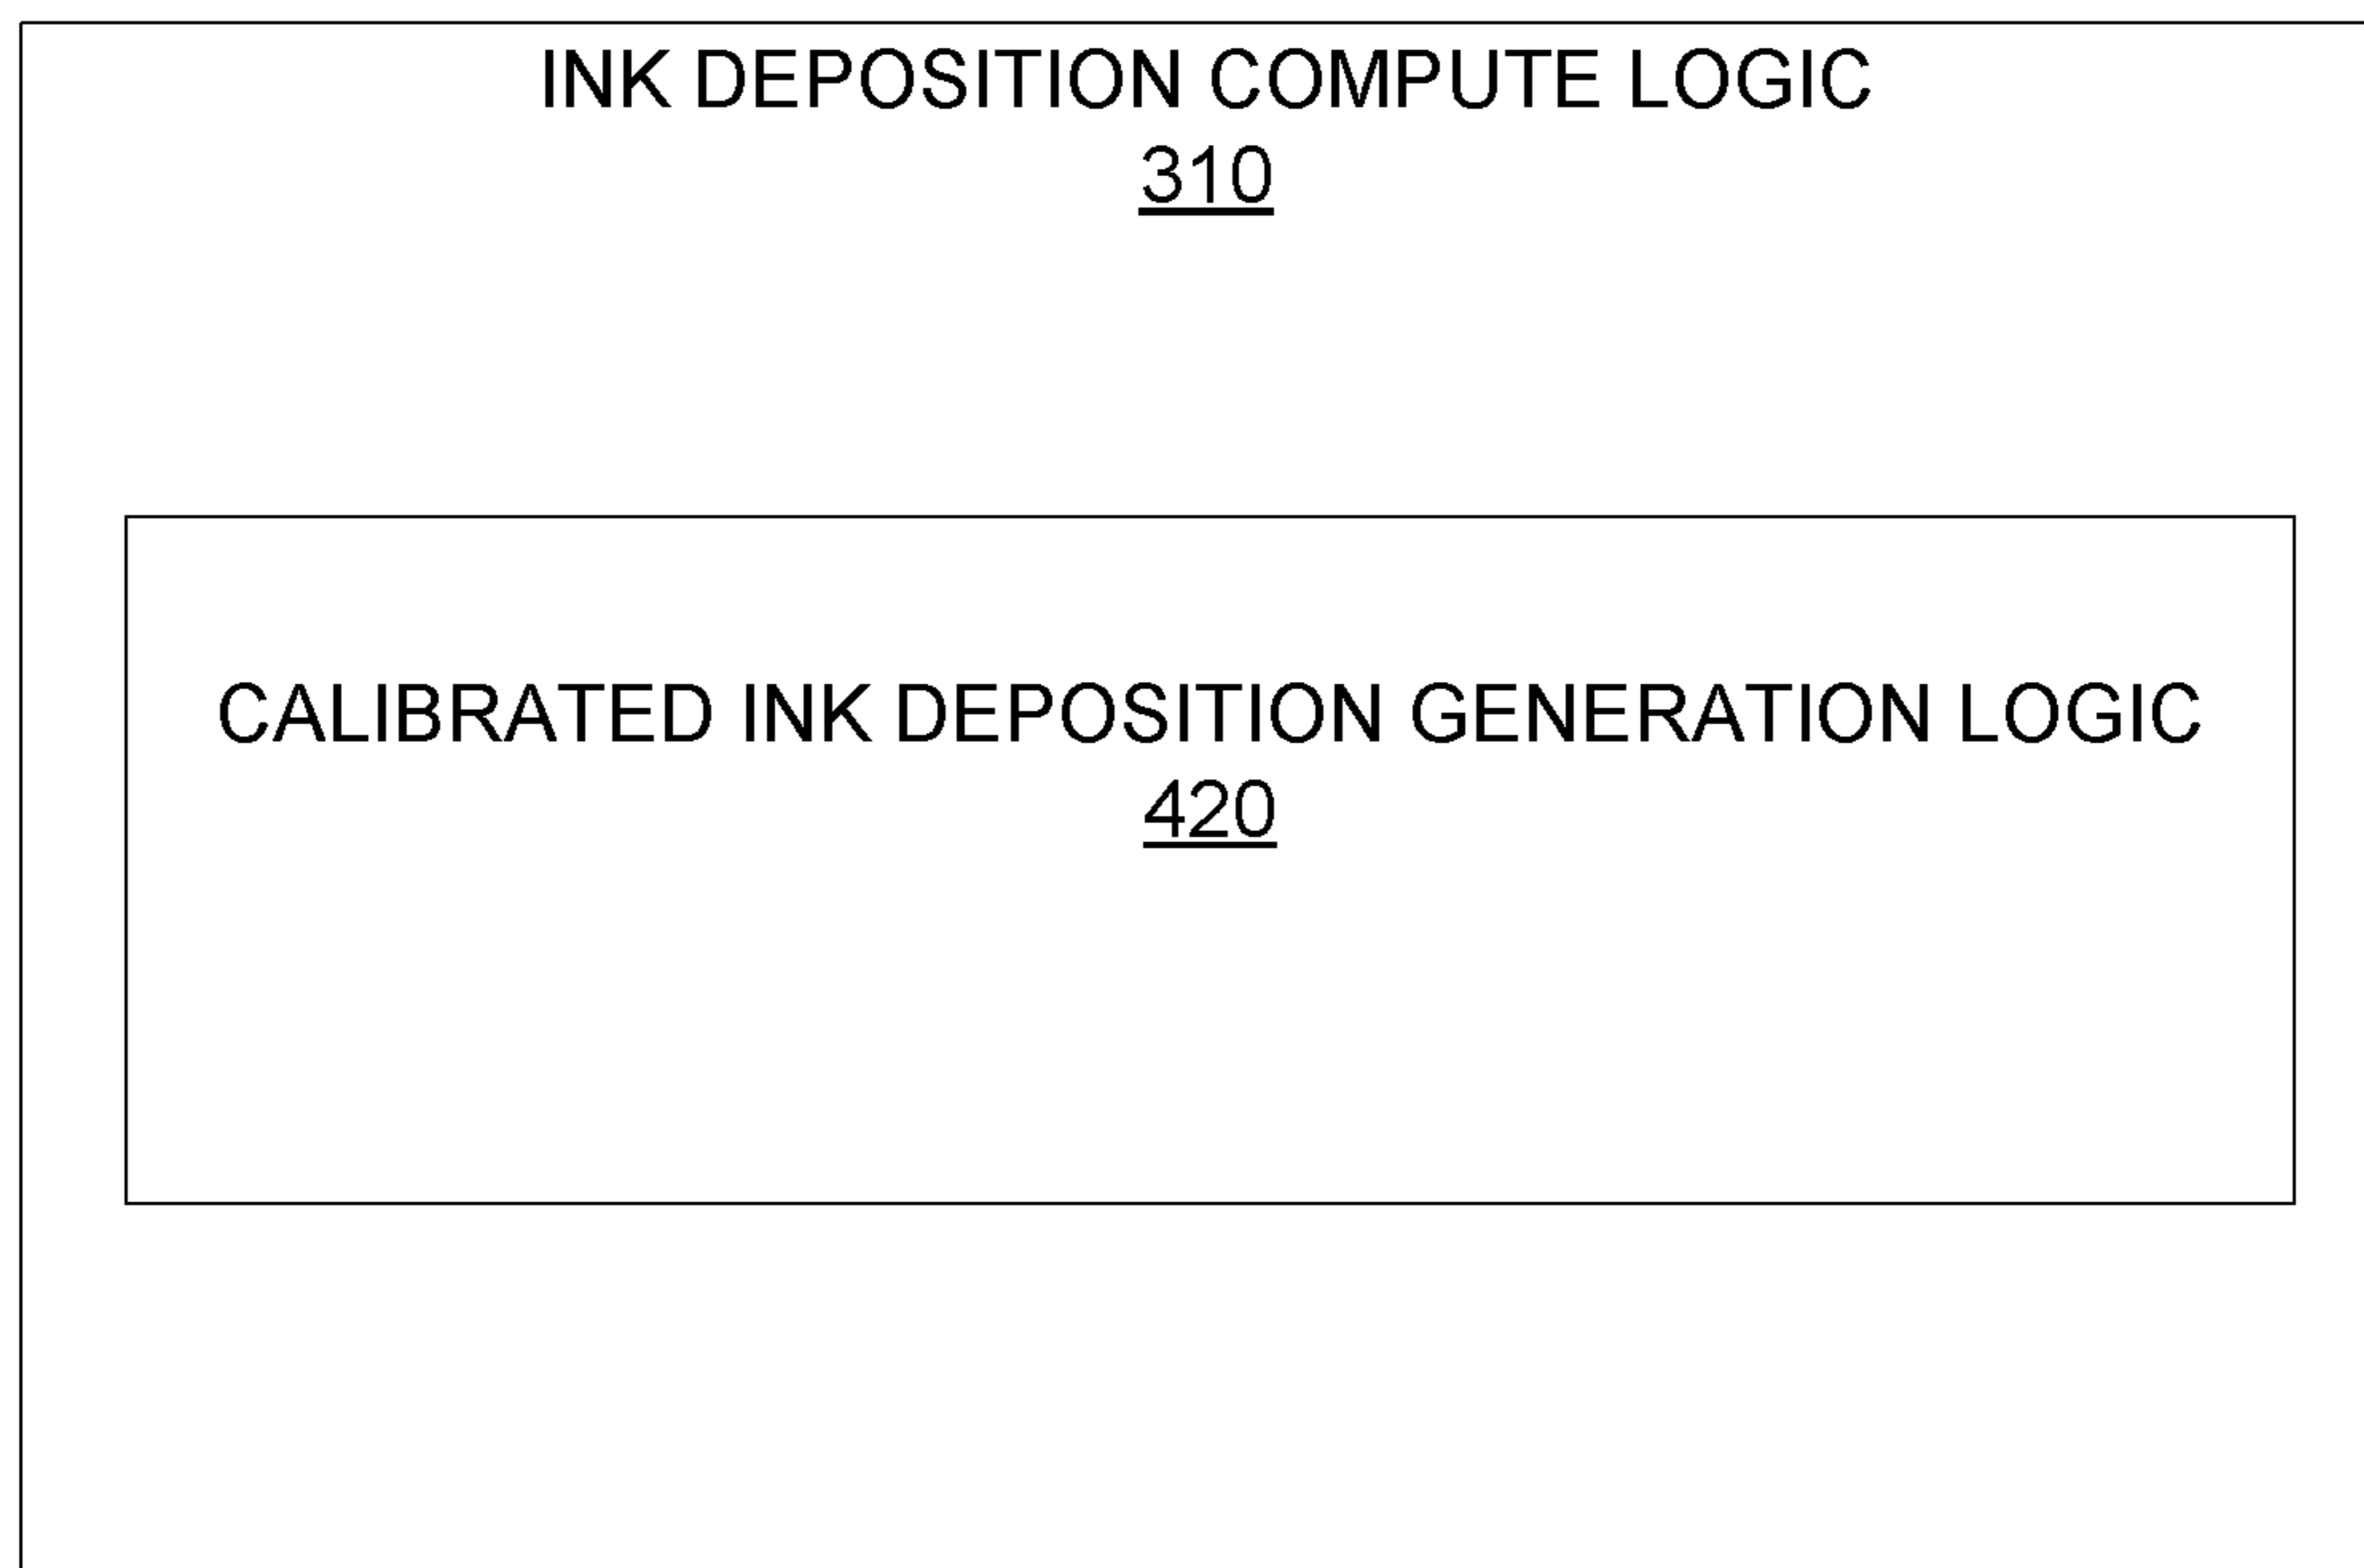 INK DEPOSITION COMPUTE LOGIC
310
CALIBRATED INK DEPOSITION GENERATION LOGIC
420